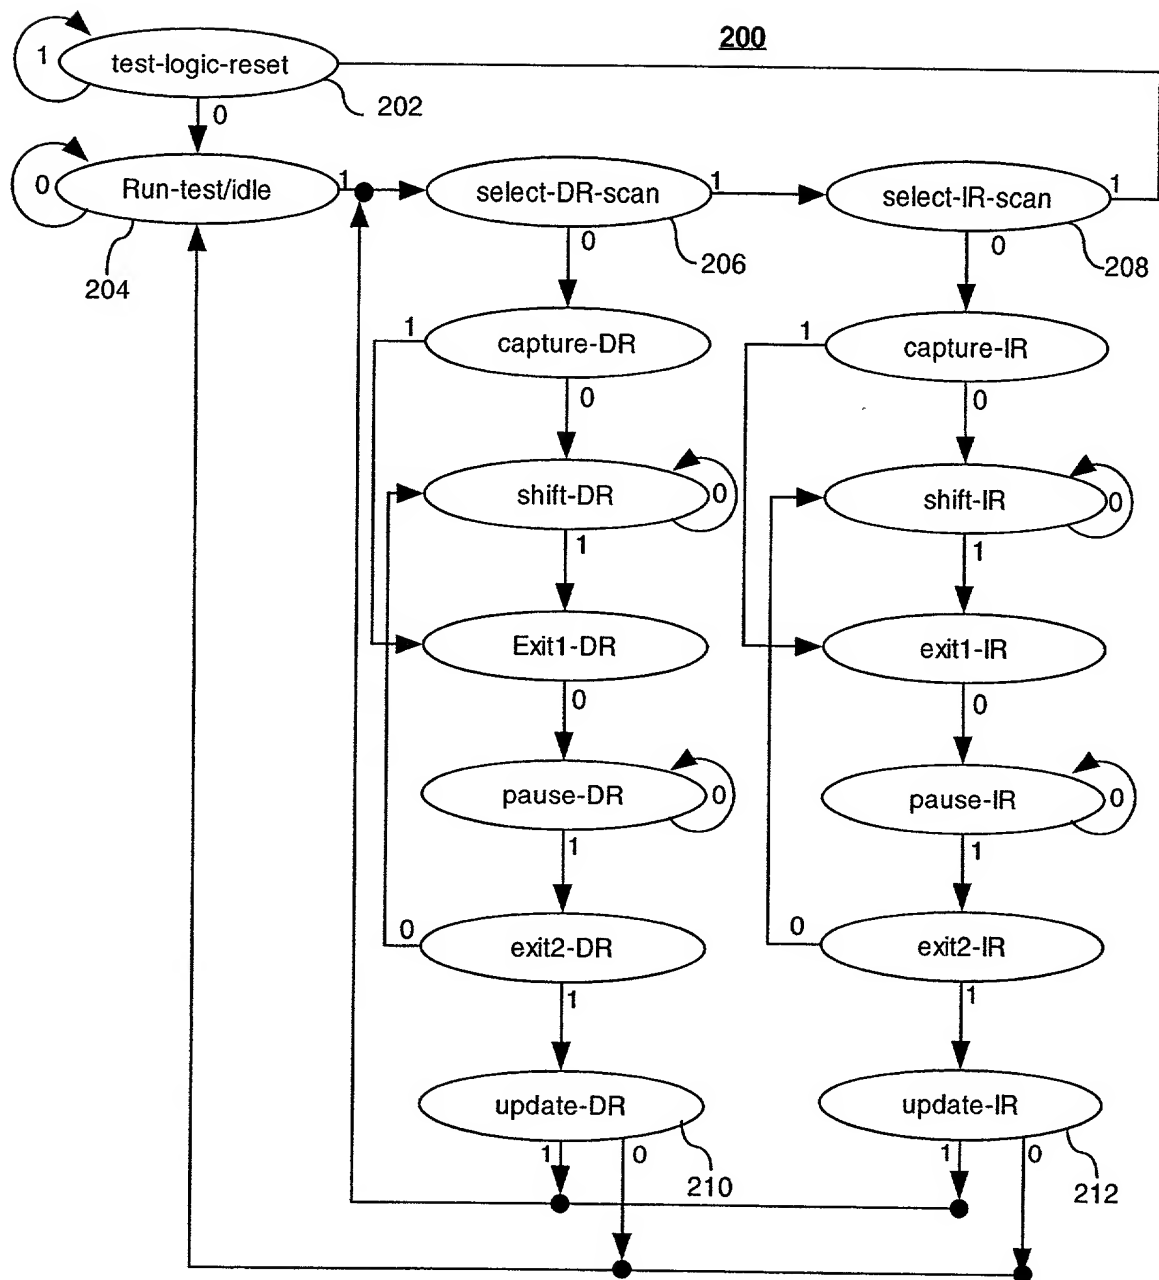 200
1
test-logic-reset
202
0
0
Run-test/idle
1
select-DR-scan
1
select-IR-scan
1
204
0
206
0
208
1
capture-DR
1
capture-IR
0
0
shift-DR
0
shift-IR
0
1
1
Exit1-DR
exit1-IR
0
0
pause-DR
0
pause-IR
0
1
1
0
exit2-DR
0
exit2-IR
1
1
update-DR
update-IR
1
0
210
1
0
212